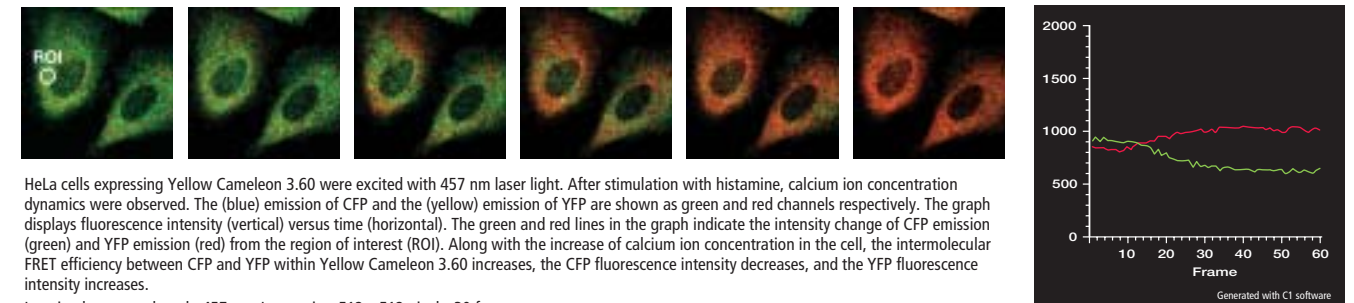 ROI
HeLa cells expressing Yellow Cameleon 3.60 were excited with 457 nm laser light. After stimulation with histamine, calcium ion concentration
dynamics were observed. The (blue) emission of CFP and the (yellow) emission of YFP are shown as green and red channels respectively. The graph
displays fluorescence intensity (vertical) versus time (horizontal). The green and red lines in the graph indicate the intensity change of CFP emission
(green) and YFP emission (red) from the region of interest (ROI). Along with the increase of calcium ion concentration in the cell, the intermolecular
FRET efficiency between CFP and YFP within Yellow Cameleon 3.60 increases, the CFP fluorescence intensity decreases, and the YFP fluorescence
intensity increases.
2000
1500
1000
500
0
10 20 30 40 50 60
Frame
Generated with C1 software